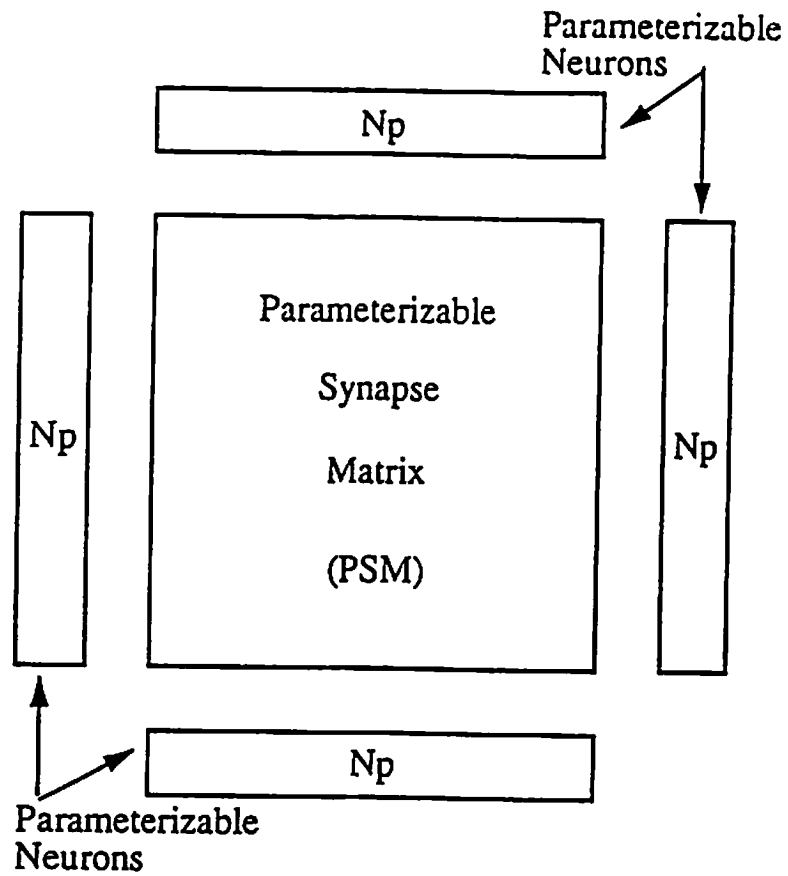 Parameterizable
Neurons
Np
Parameterizable
Synapse
Matrix
(PSM)
Np
Np
Np
Parameterizable
Neurons